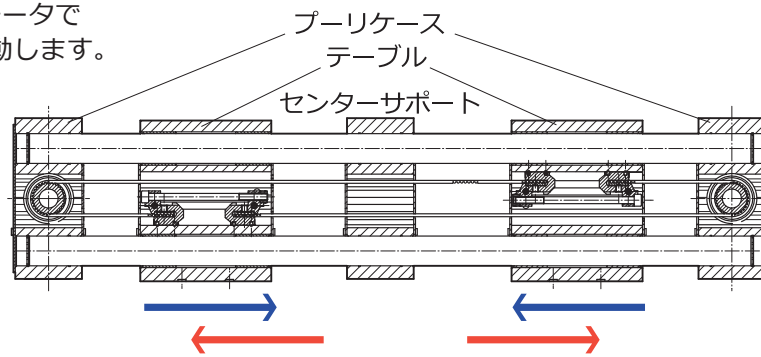 ータで
動します。
プーリケース
テーブル
センターサポート